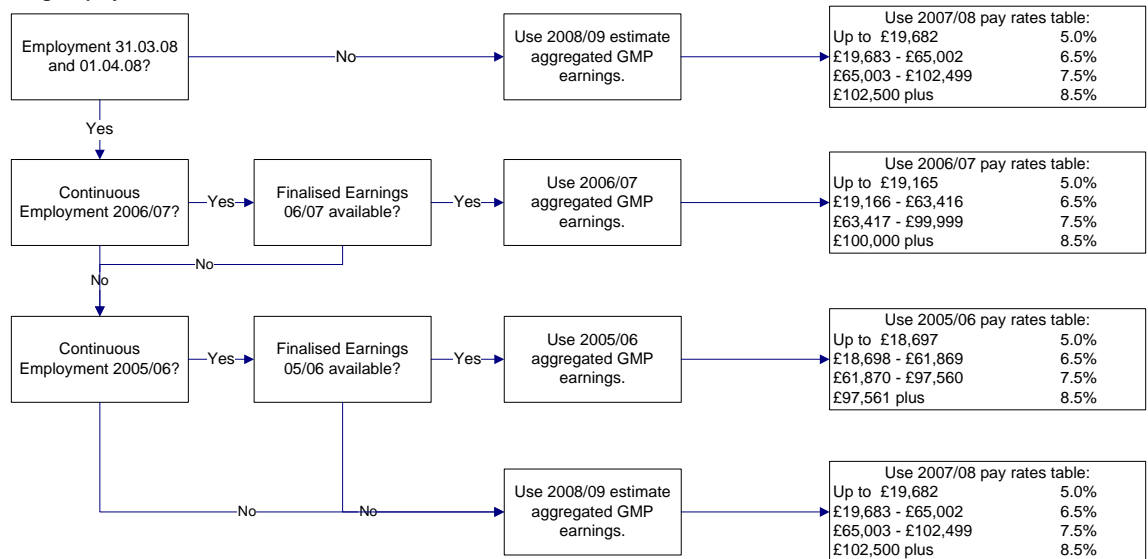 Employment 31.03.08
and 01.04.08?
No
Use 2008/09 estimate
aggregated GMP
earnings.
Use 2007/08 pay rates table:
Up to £19,682 5.0%
£19,683 - £65,002 6.5%
£65,003 - £102,499 7.5%
£102,500 plus 8.5%
Yes
Continuous
Employment 2006/07?
Yes
Finalised Earnings
06/07 available?
Yes
Use 2006/07
aggregated GMP
earnings.
Use 2006/07 pay rates table:
Up to £19,165 5.0%
£19,166 - £63,416 6.5%
£63,417 - £99,999 7.5%
£100,000 plus 8.5%
No
No
Continuous
Employment 2005/06?
Yes
Finalised Earnings
05/06 available?
Yes
Use 2005/06
aggregated GMP
earnings.
Use 2005/06 pay rates table:
Up to £18,697 5.0%
£18,698 - £61,869 6.5%
£61,870 - £97,560 7.5%
£97,561 plus 8.5%
No
No
Use 2008/09 estimate
aggregated GMP
earnings.
Use 2007/08 pay rates table:
Up to £19,682 5.0%
£19,683 - £65,002 6.5%
£65,003 - £102,499 7.5%
£102,500 plus 8.5%